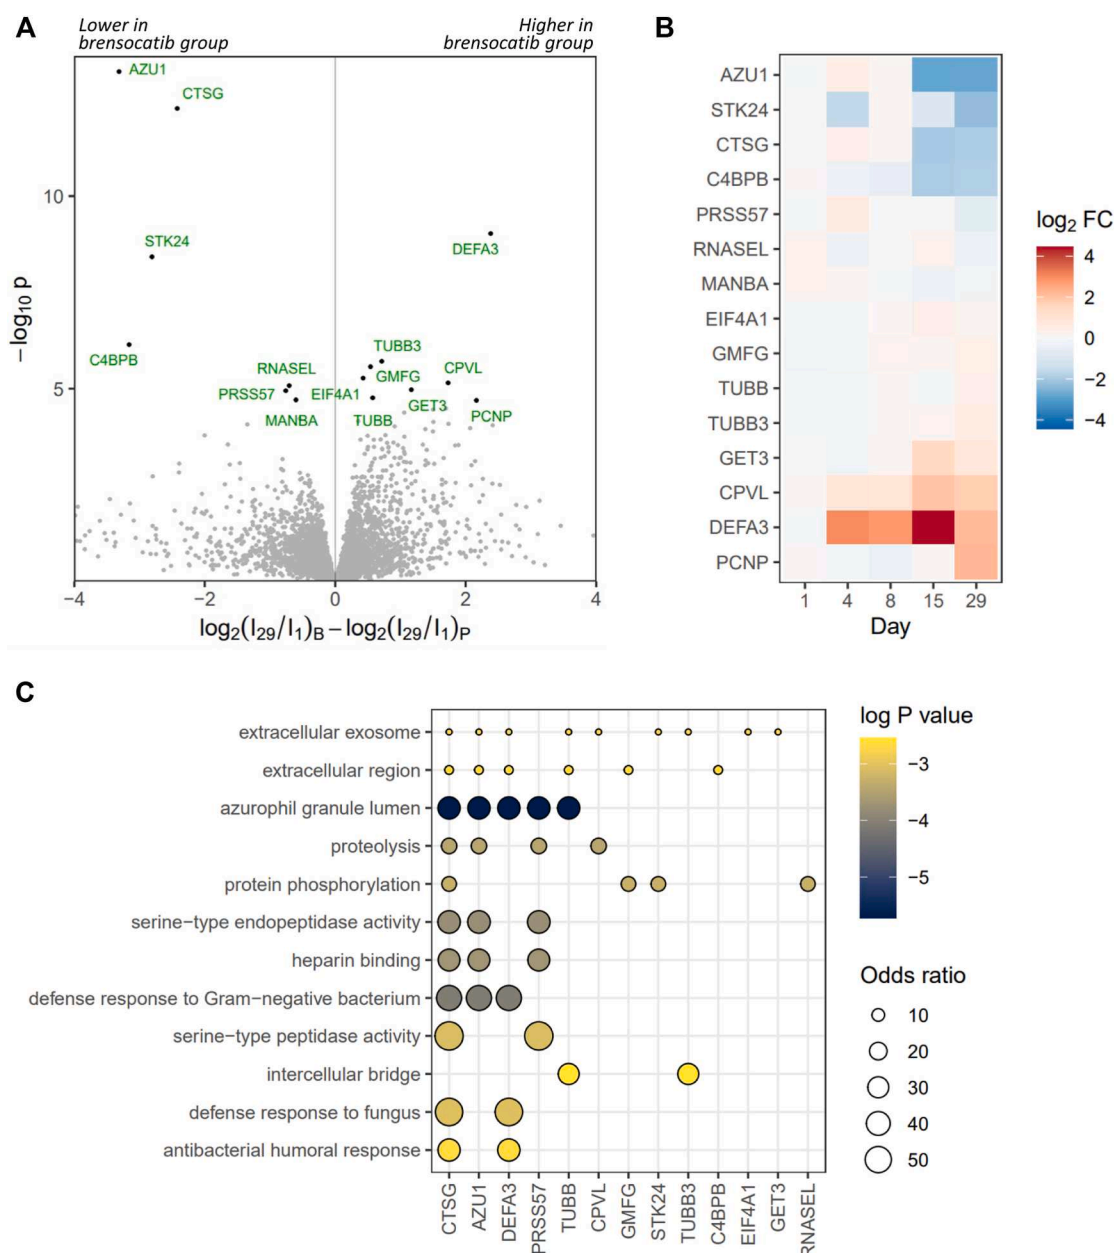 A
Lower in
brensocatib group
Higher in
brensocatib group
AZU1
CTSG
10
STK24
DEFA3
C4BPB
TUBB3
RNASEL
GMFG
CPVL
5
PRSS57
EIF4A1
GET3
MANBA
TUBB
PCNP
− log10 p
−4
−2
0
2
4
log2(I29/I1)B − log2(I29/I1)P
B
AZU1
STK24
CTSG
C4BPB
PRSS57
RNASEL
MANBA
EIF4A1
GMFG
TUBB
TUBB3
GET3
CPVL
DEFA3
PCNP
1
4
8
15
29
Day
log2 FC
4
2
0
−2
−4
C
extracellular exosome
extracellular region
azurophil granule lumen
proteolysis
protein phosphorylation
serine−type endopeptidase activity
heparin binding
defense response to Gram−negative bacterium
serine−type peptidase activity
intercellular bridge
defense response to fungus
antibacterial humoral response
CTSG
AZU1
DEFA3
PRSS57
TUBB
CPVL
GMFG
STK24
TUBB3
C4BPB
EIF4A1
GET3
RNASEL
log P value
−3
−4
−5
Odds ratio
10
20
30
40
50